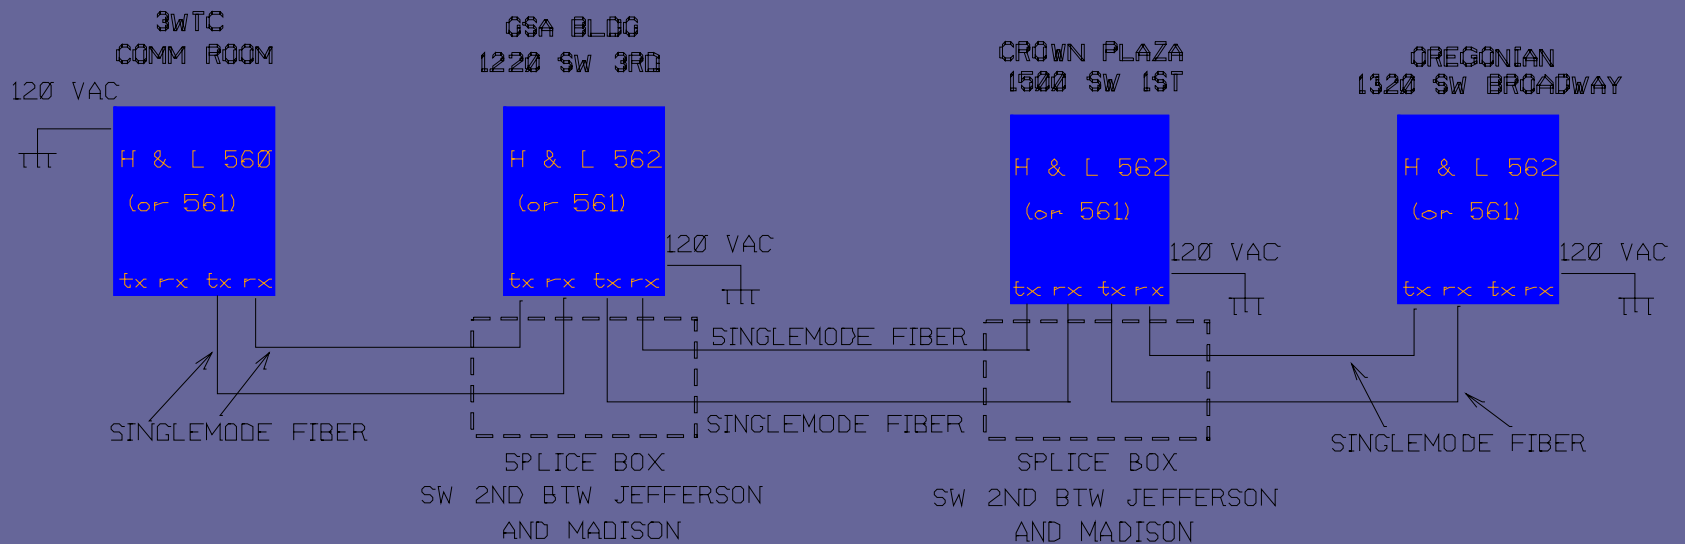 3WTC
COMM ROOM
120 VAC
H & L 560
(or 561)
tx rx tx rx
GSA BLDG
1220 SW 3RD
H & L 562
(or 561)
tx rx tx rx
120 VAC
CROWN PLAZA
1500 SW 1ST
H & L 562
(or 561)
tx rx tx rx
120 VAC
OREGONIAN
1320 SW BROADWAY
H & L 562
(or 561)
tx rx tx rx
120 VAC
SINGLEMODE FIBER
SINGLEMODE FIBER
SINGLEMODE FIBER
SINGLEMODE FIBER
SPLICE BOX
SW 2ND BTW JEFFERSON
AND MADISON
SPLICE BOX
SW 2ND BTW JEFFERSON
AND MADISON